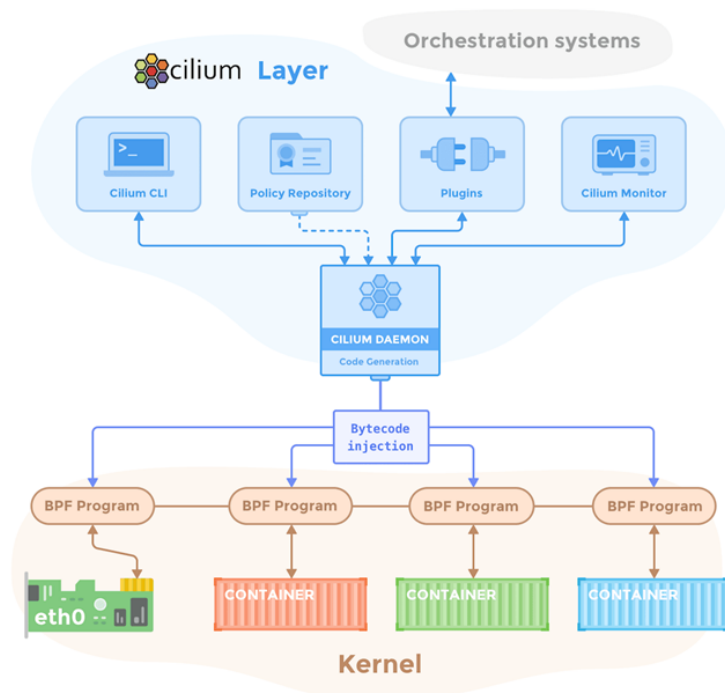 Orchestration systems
cilium Layer
>_
Cilium CLI
Policy Repository
Plugins
Cilium Monitor
CILIUM DAEMON
Code Generation
Bytecode
injection
BPF Program
BPF Program
BPF Program
BPF Program
eth0
CONTAINER
CONTAINER
CONTAINER
Kernel